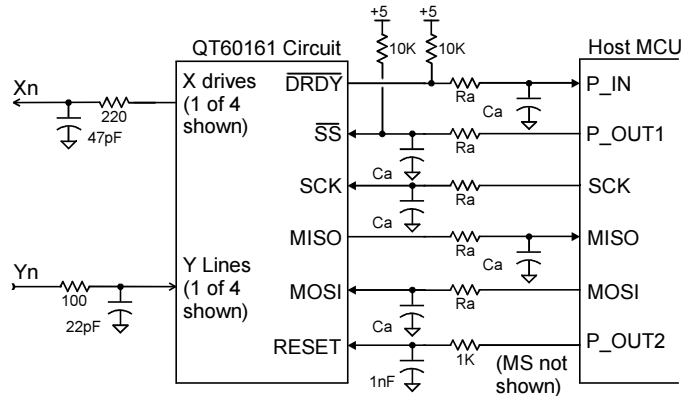 +5
+5
QT60161 Circuit
10K
10K
Host MCU
Xn
X drives
(1 of 4
shown)
220
47pF
DRDY
Ra
Ca
P_IN
SS
Ca
Ra
P_OUT1
SCK
Ca
Ra
SCK
MISO
Ra
Ca
MISO
Yn
Y Lines
(1 of 4
shown)
100
22pF
MOSI
Ca
Ra
MOSI
RESET
1nF
1K
P_OUT2
(MS not
shown)